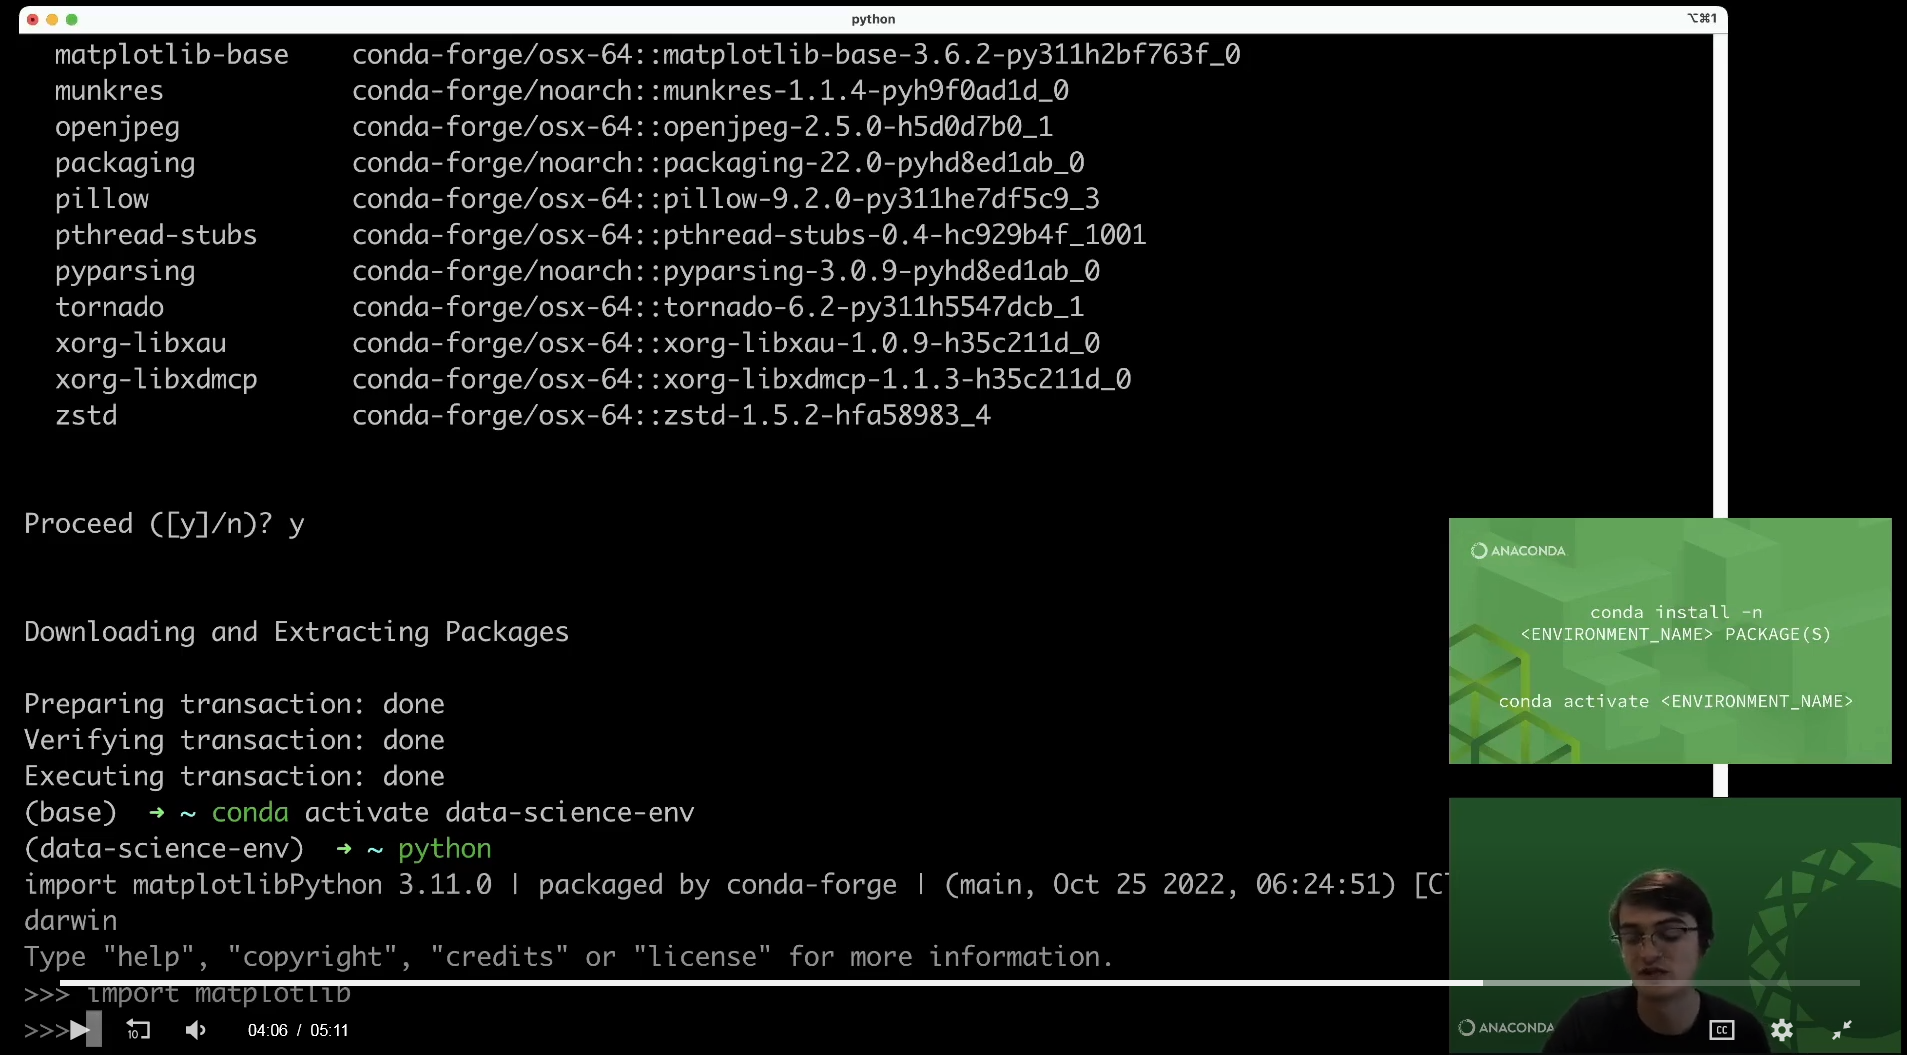 python
⌥⌘1
matplotlib-base conda-forge/osx-64::matplotlib-base-3.6.2-py311h2bf763f_0
munkres conda-forge/noarch::munkres-1.1.4-pyh9f0ad1d_0
openjpeg conda-forge/osx-64::openjpeg-2.5.0-h5d0d7b0_1
packaging conda-forge/noarch::packaging-22.0-pyhd8ed1ab_0
pillow conda-forge/osx-64::pillow-9.2.0-py311he7df5c9_3
pthread-stubs conda-forge/osx-64::pthread-stubs-0.4-hc929b4f_1001
pyparsing conda-forge/noarch::pyparsing-3.0.9-pyhd8ed1ab_0
tornado conda-forge/osx-64::tornado-6.2-py311h5547dcb_1
xorg-libxau conda-forge/osx-64::xorg-libxau-1.0.9-h35c211d_0
xorg-libxdmcp conda-forge/osx-64::xorg-libxdmcp-1.1.3-h35c211d_0
zstd conda-forge/osx-64::zstd-1.5.2-hfa58983_4
Proceed ([y]/n)? y
Downloading and Extracting Packages
Preparing transaction: done
Verifying transaction: done
Executing transaction: done
(base) ➜ ~ conda activate data-science-env
(data-science-env) ➜ ~ python
import matplotlibPython 3.11.0 | packaged by conda-forge | (main, Oct 25 2022, 06:24:51) [C
darwin
Type "help", "copyright", "credits" or "license" for more information.
>>> import matplotlib
>>>
10
04:06 / 05:11
ANACONDA
conda install -n
<ENVIRONMENT_NAME> PACKAGE(S)
conda activate <ENVIRONMENT_NAME>
ANACONDA
CC